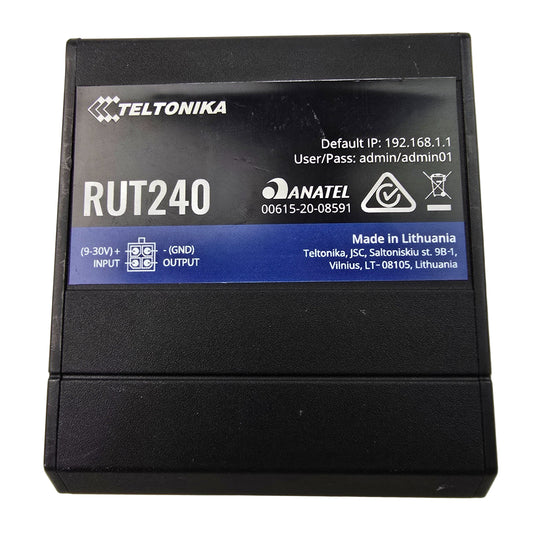 TELTONIKA
Default IP: 192.168.1.1
User/Pass: admin/admin01
RUT240
ANATEL
00615-20-08591
(9-30V) + - (GND)
INPUT OUTPUT
Made in Lithuania
Teltonika, JSC, Saltoniskiu st. 9B-1,
Vilnius, LT- 08105, Lithuania